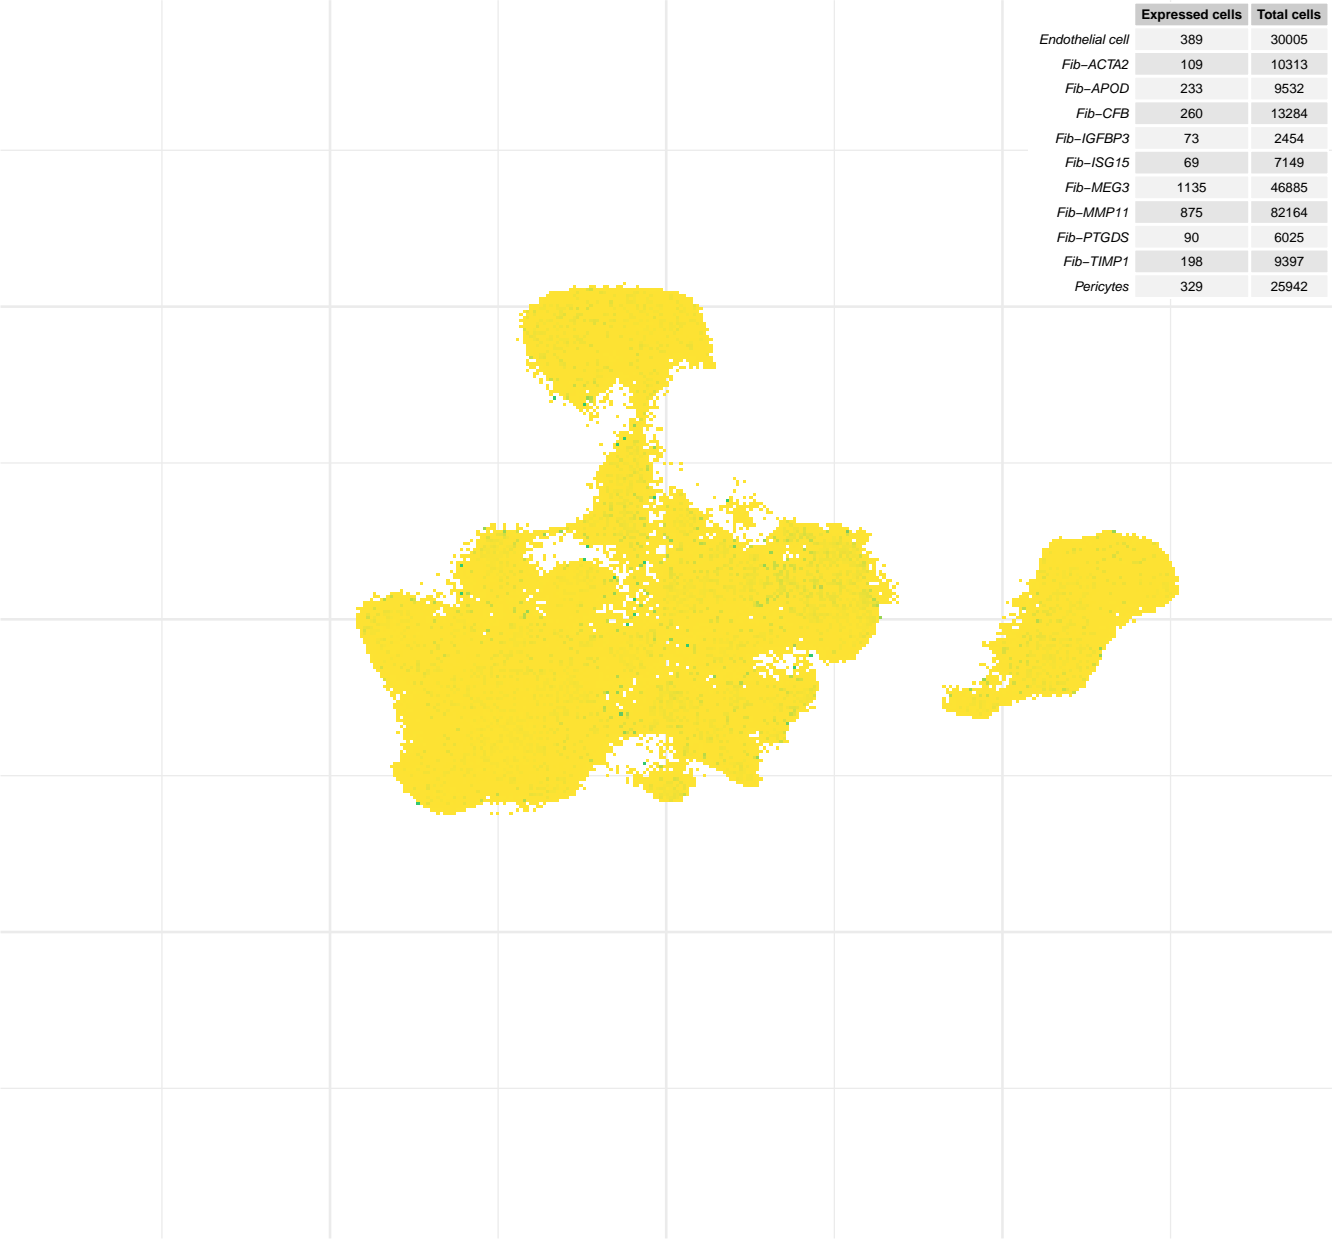 Expressed cells Total cells
Endothelial cell 389 30005
Fib−ACTA2 109 10313
Fib−APOD 233 9532
Fib−CFB 260 13284
Fib−IGFBP3 73 2454
Fib−ISG15 69 7149
Fib−MEG3 1135 46885
Fib−MMP11 875 82164
Fib−PTGDS 90 6025
Fib−TIMP1 198 9397
Pericytes 329 25942